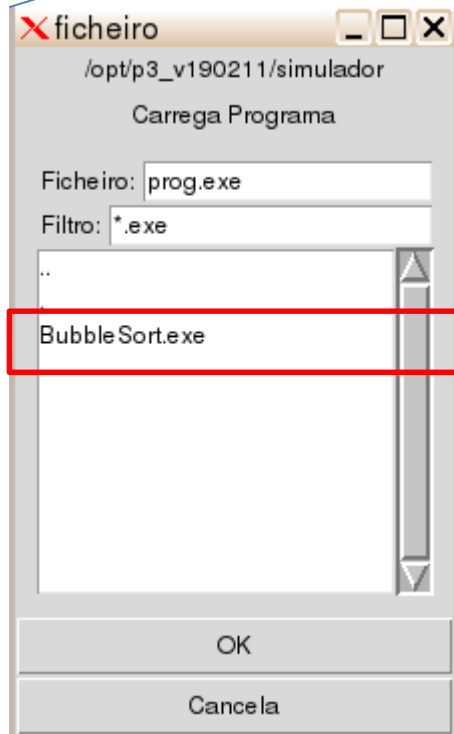 ficheiro
/opt/p3_v190211/simulador
Carrega Programa
Ficheiro: prog.exe
Filtro: *.exe
..
.
BubbleSort.exe
OK
Cancela